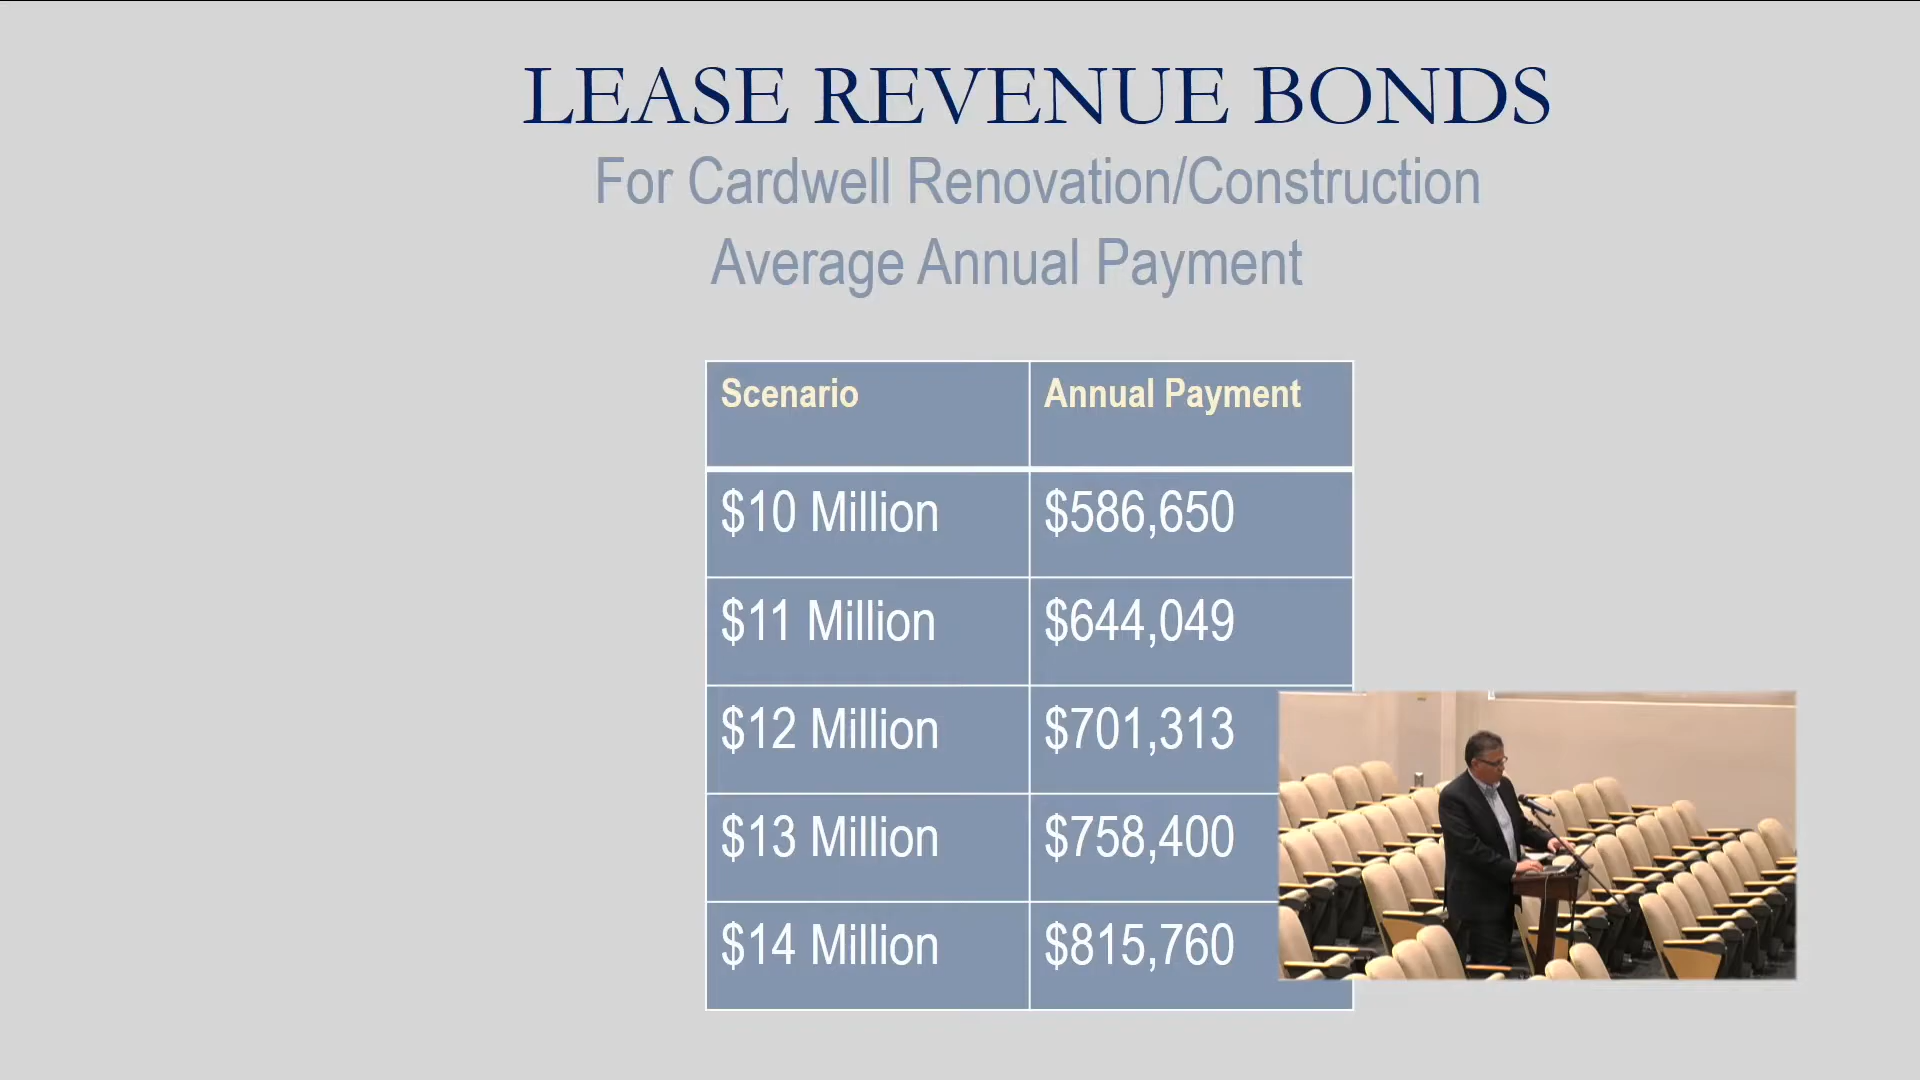 LEASE REVENUE BONDS
For Cardwell Renovation/Construction
Average Annual Payment
Scenario Annual Payment
$10 Million $586,650
$11 Million $644,049
$12 Million $701,313
$13 Million $758,400
$14 Million $815,760